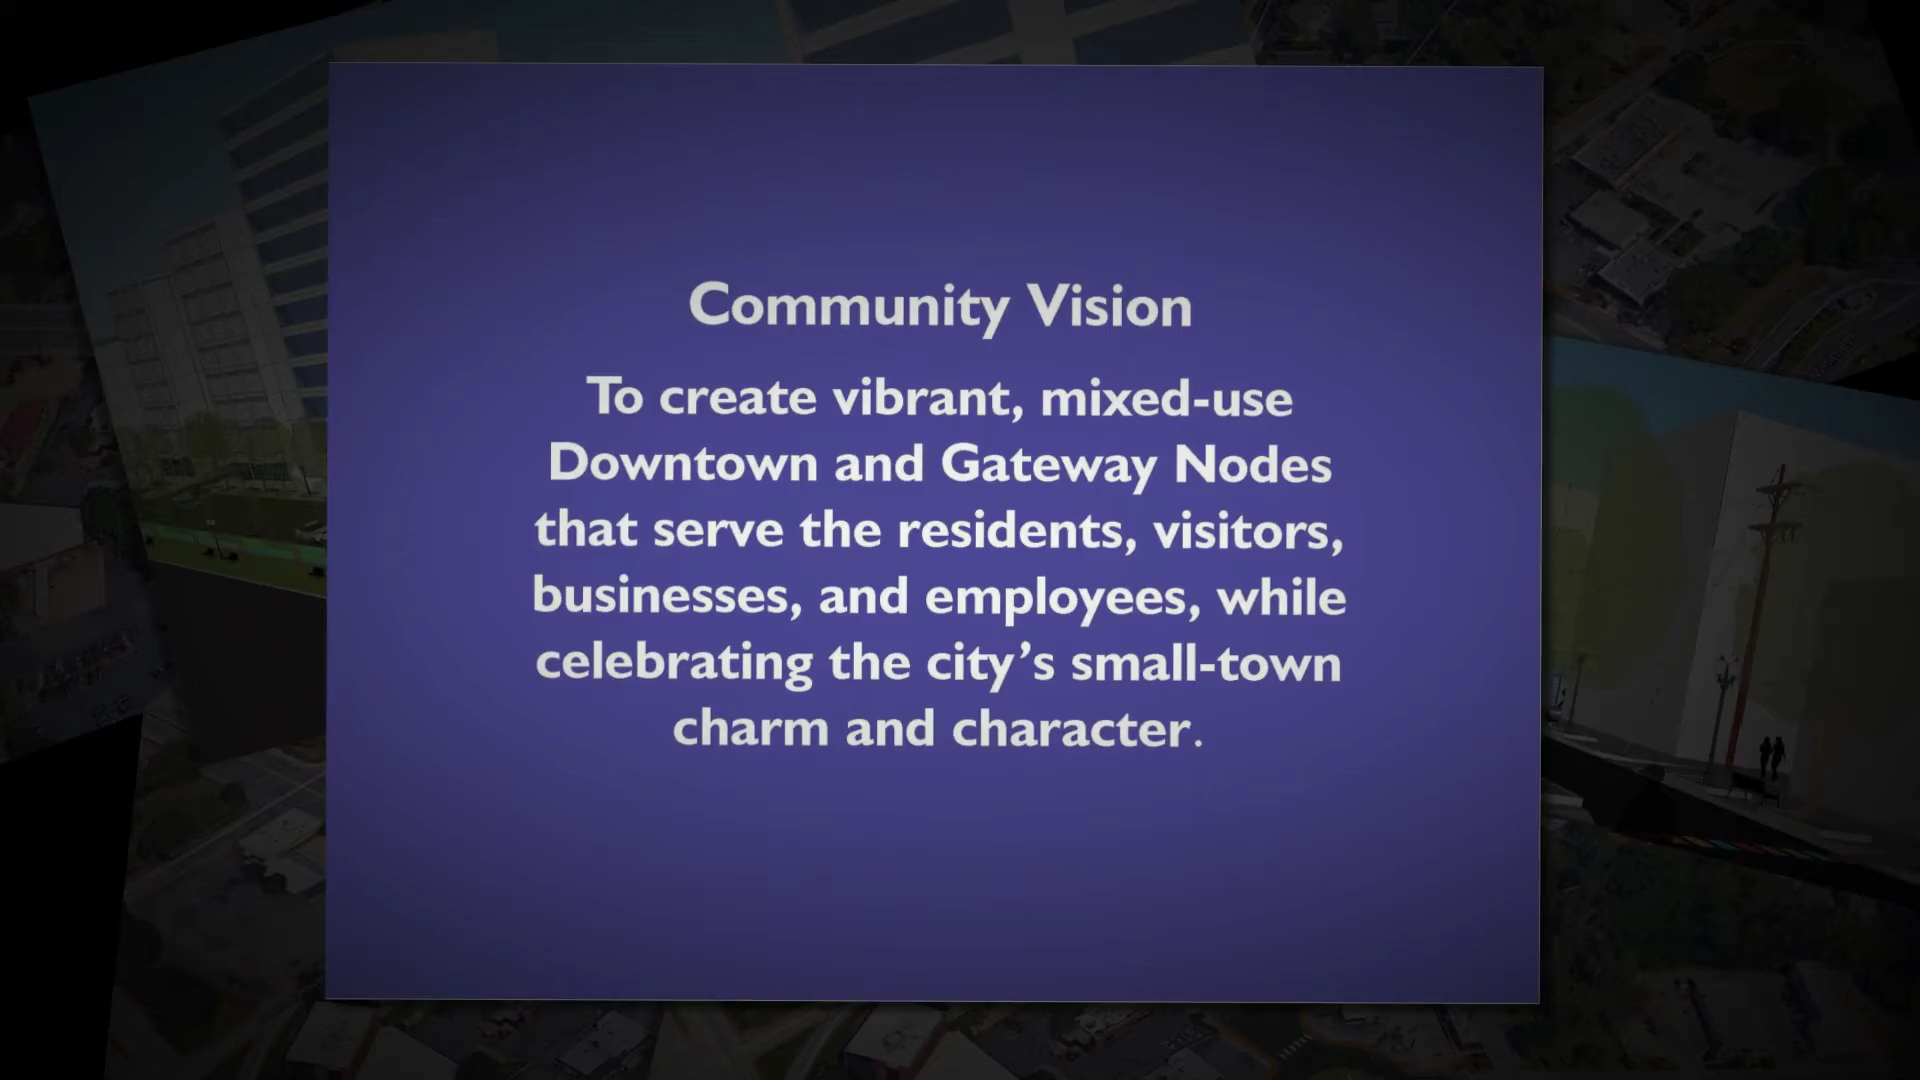 Community Vision
To create vibrant, mixed-use
Downtown and Gateway Nodes
that serve the residents, visitors,
businesses, and employees, while
celebrating the city’s small-town
charm and character.